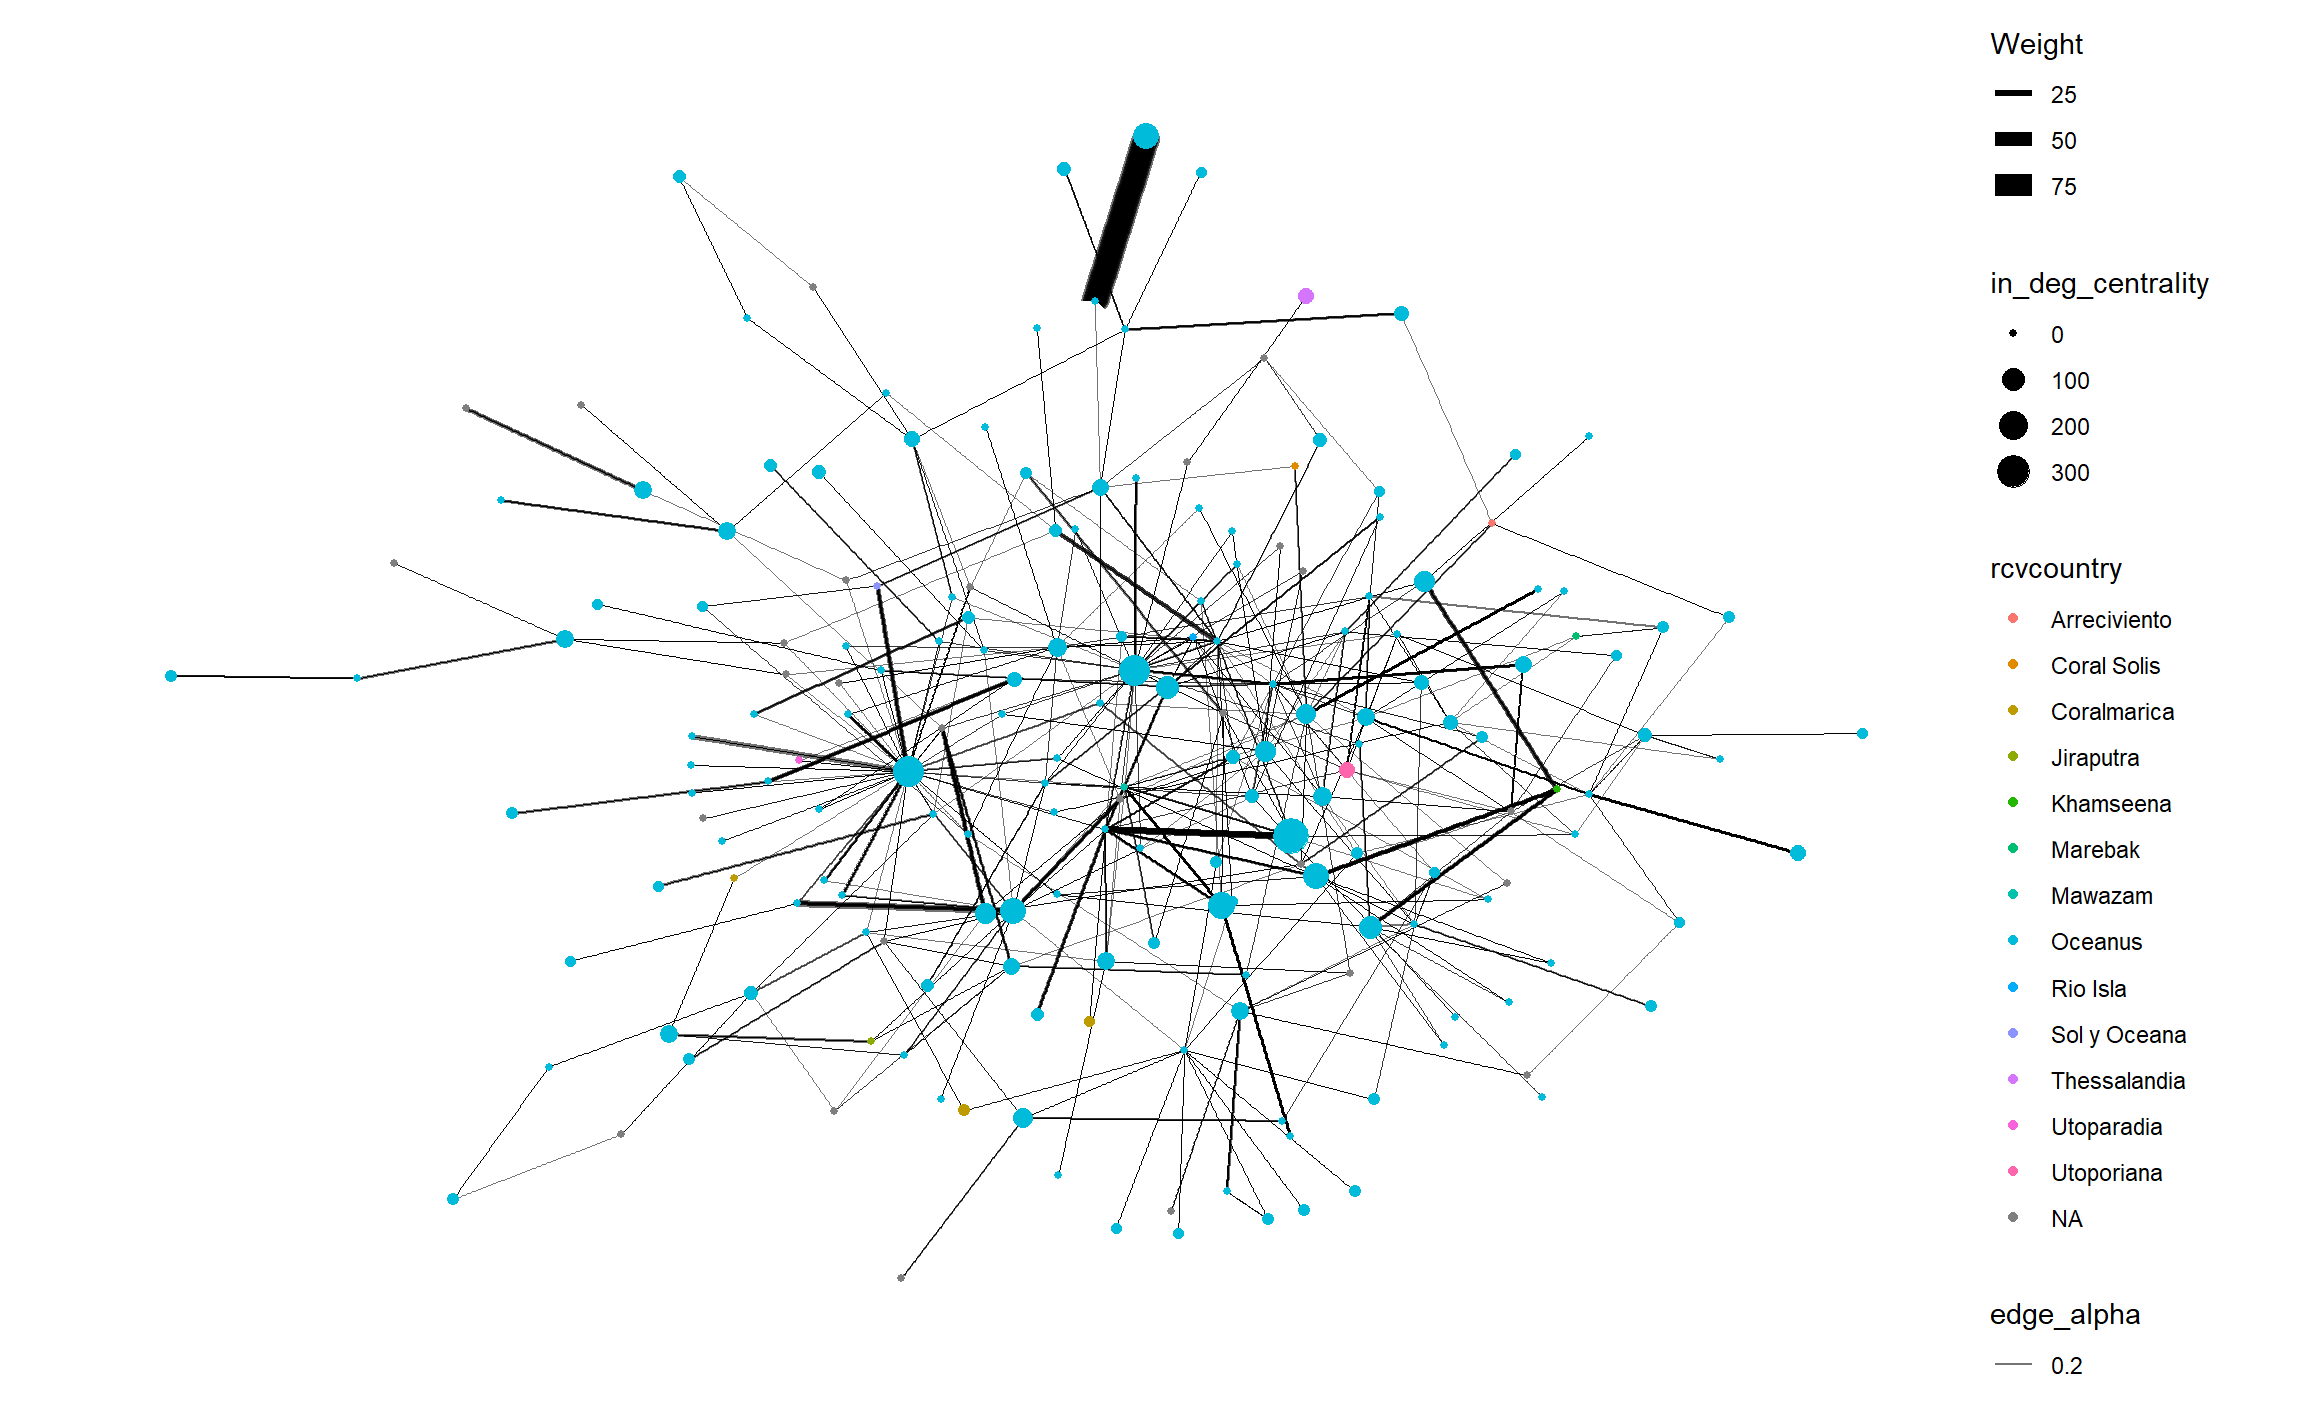 Weight
25
50
75
in_deg_centrality
0
100
200
300
rcvcountry
Arreciviento
Coral Solis
Coralmarica
Jiraputra
Khamseena
Marebak
Mawazam
Oceanus
Rio Isla
Sol y Oceana
Thessalandia
Utoparadia
Utoporiana
NA
edge_alpha
0.2